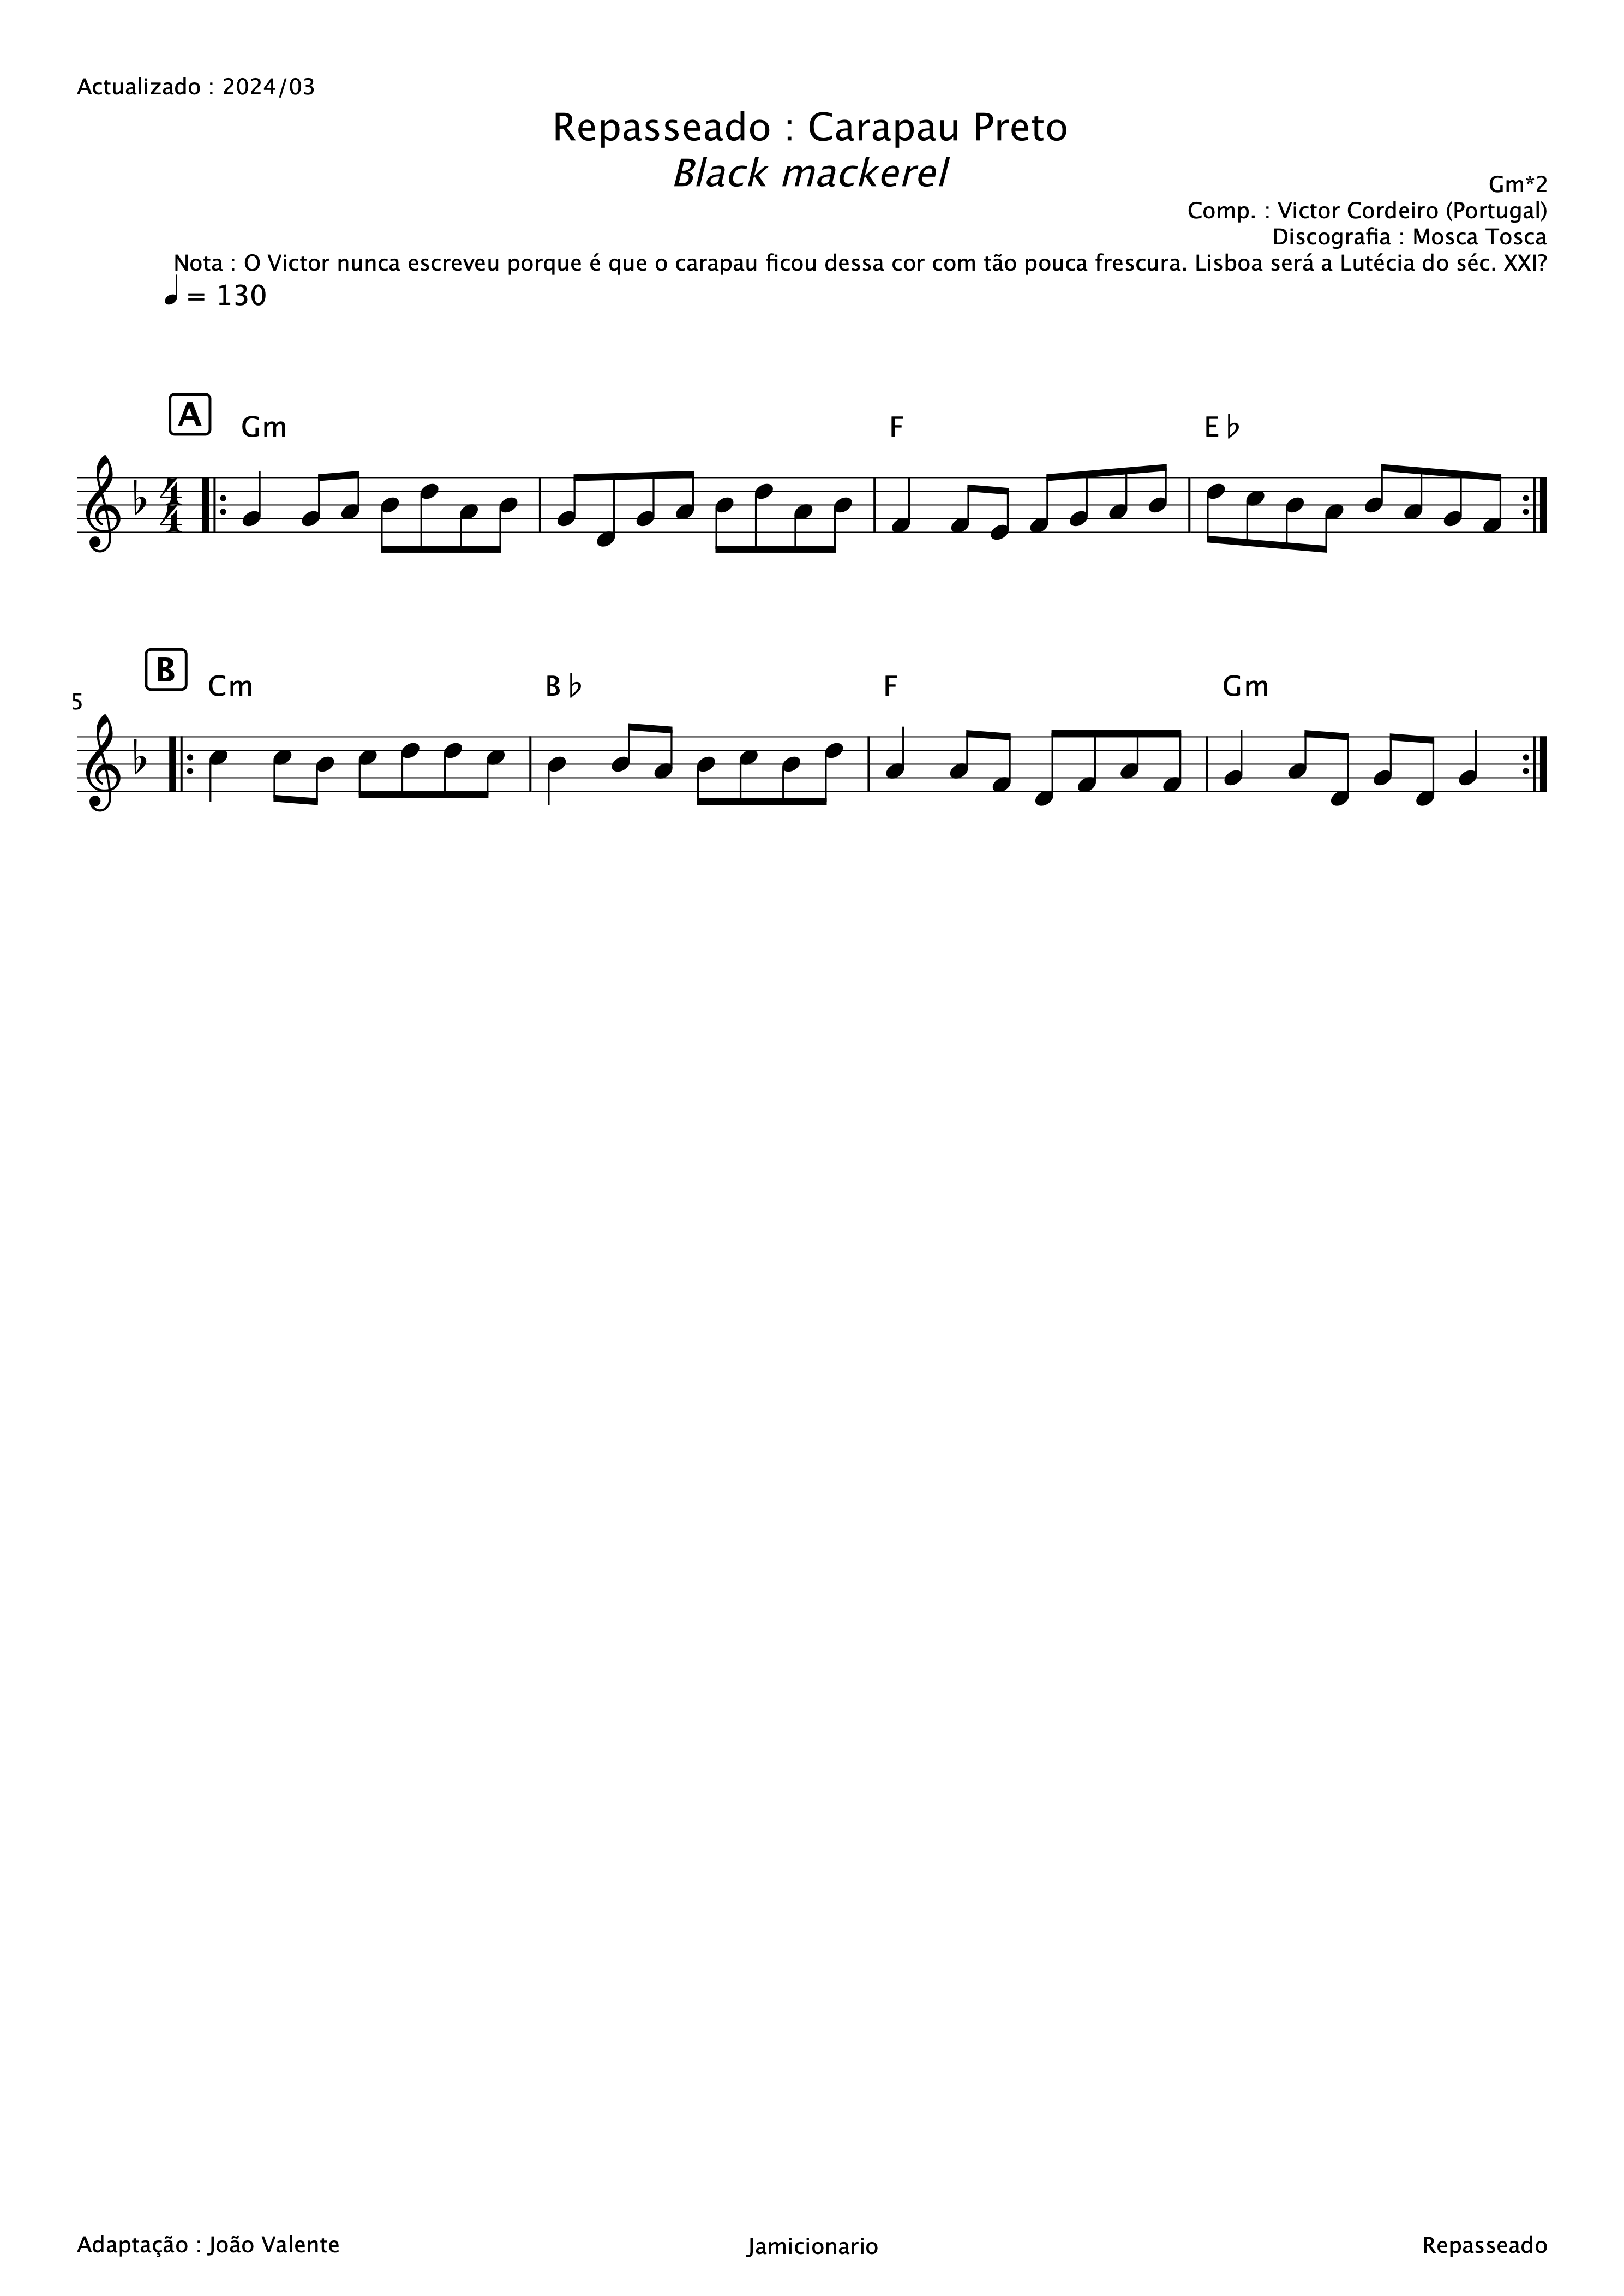 Actualizado : 2024/03
Repasseado : Carapau Preto
Black mackerel
Gm*2
Comp. : Victor Cordeiro (Portugal)
Discografia : Mosca Tosca
Nota : O Victor nunca escreveu porque é que o carapau ficou dessa cor com tão pouca frescura. Lisboa será a Lutécia do séc. XXI?
♩ = 130
A
Gm F E♭
4/4
B
5 Cm B♭ F Gm
Adaptação : João Valente Jamicionario Repasseado